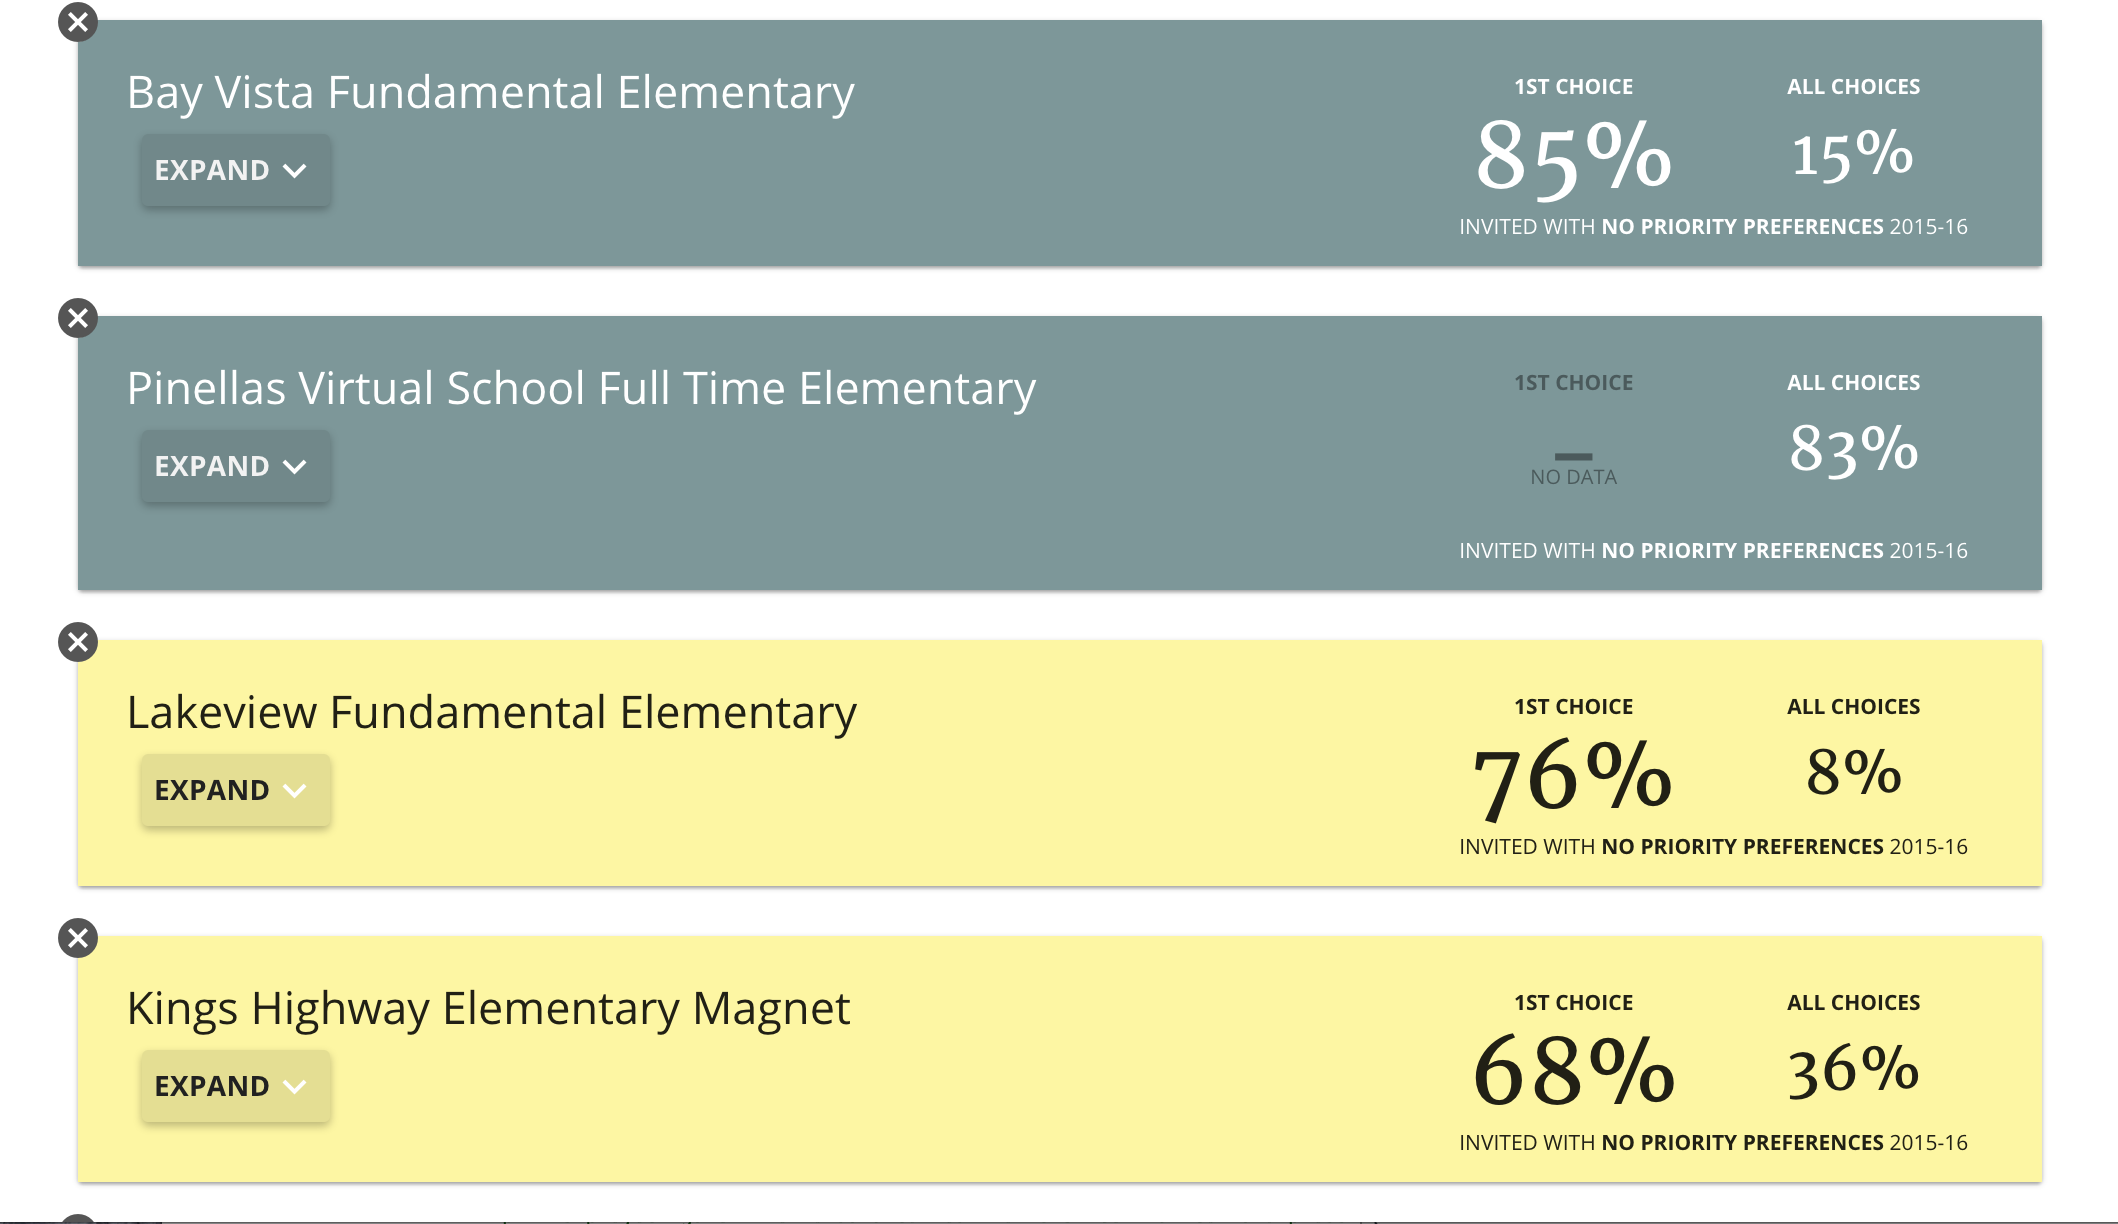 Bay Vista Fundamental Elementary
EXPAND
1ST CHOICE
85%
ALL CHOICES
15%
INVITED WITH NO PRIORITY PREFERENCES 2015-16
Pinellas Virtual School Full Time Elementary
EXPAND
1ST CHOICE
NO DATA
ALL CHOICES
83%
INVITED WITH NO PRIORITY PREFERENCES 2015-16
Lakeview Fundamental Elementary
EXPAND
1ST CHOICE
76%
ALL CHOICES
8%
INVITED WITH NO PRIORITY PREFERENCES 2015-16
Kings Highway Elementary Magnet
EXPAND
1ST CHOICE
68%
ALL CHOICES
36%
INVITED WITH NO PRIORITY PREFERENCES 2015-16